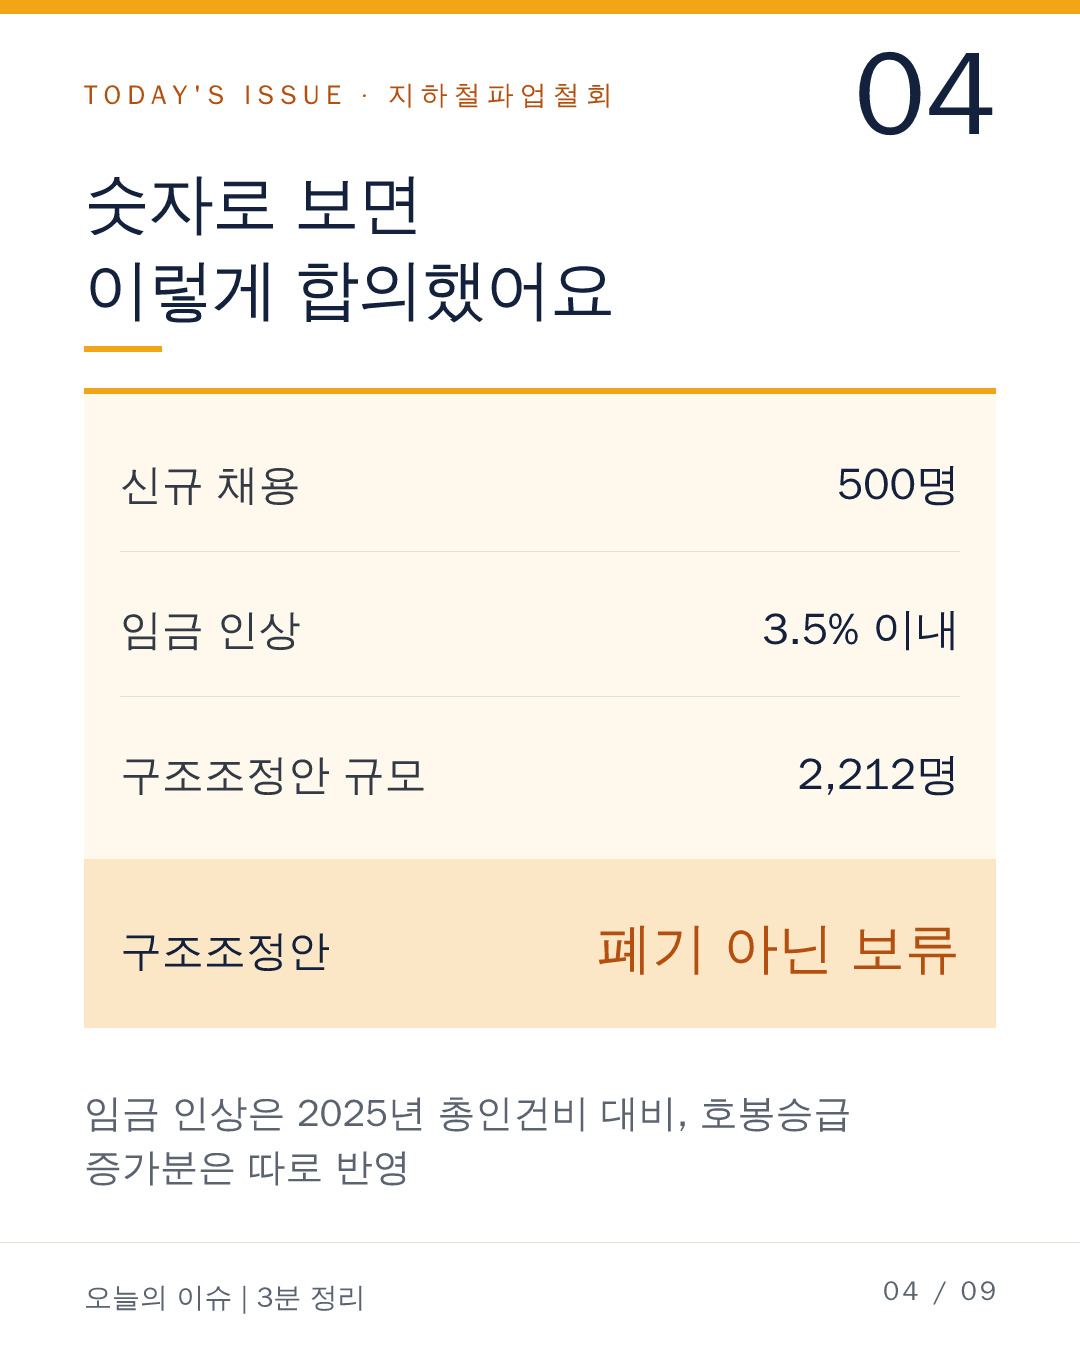 TODAY'S ISSUE · 지하철파업철회
04
숫자로 보면
이렇게 합의했어요
신규 채용 500명
임금 인상 3.5% 이내
구조조정안 규모 2,212명
구조조정안 폐기 아닌 보류
임금 인상은 2025년 총인건비 대비, 호봉승급
증가분은 따로 반영
오늘의 이슈 | 3분 정리
04 / 09